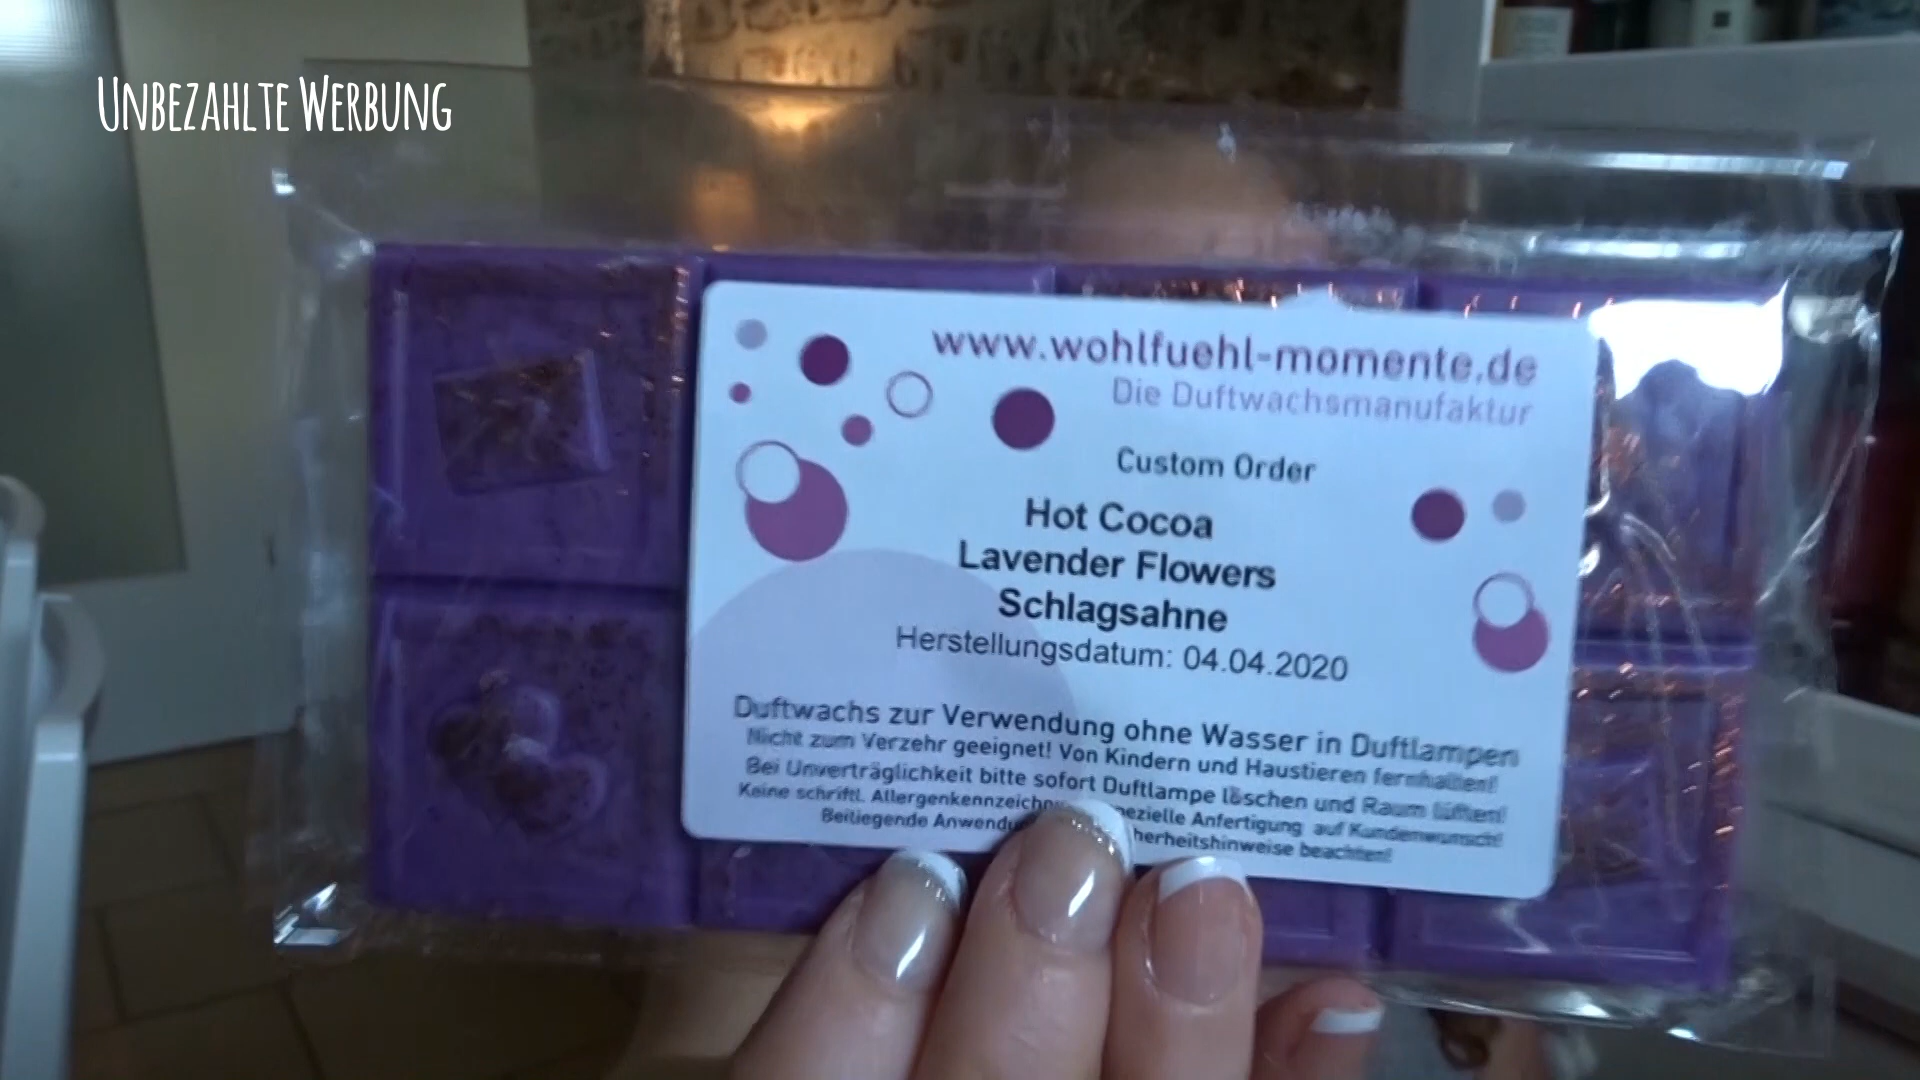 Unbezahlte Werbung
www.wohlfuehl-momente.de
Die Duftwachsmanufaktur
Custom Order
Hot Cocoa
Lavender Flowers
Schlagsahne
Herstellungsdatum: 04.04.2020
Duftwachs zur Verwendung ohne Wasser in Duftlampen
Nicht zum Verzehr geeignet! Von Kindern und Haustieren fernhalten!
Bei Unverträglichkeit bitte sofort Duftlampe löschen und Raum lüften!
Keine schriftl. Anfertigung auf Kundenwunsch!
Beiliegende beachten!